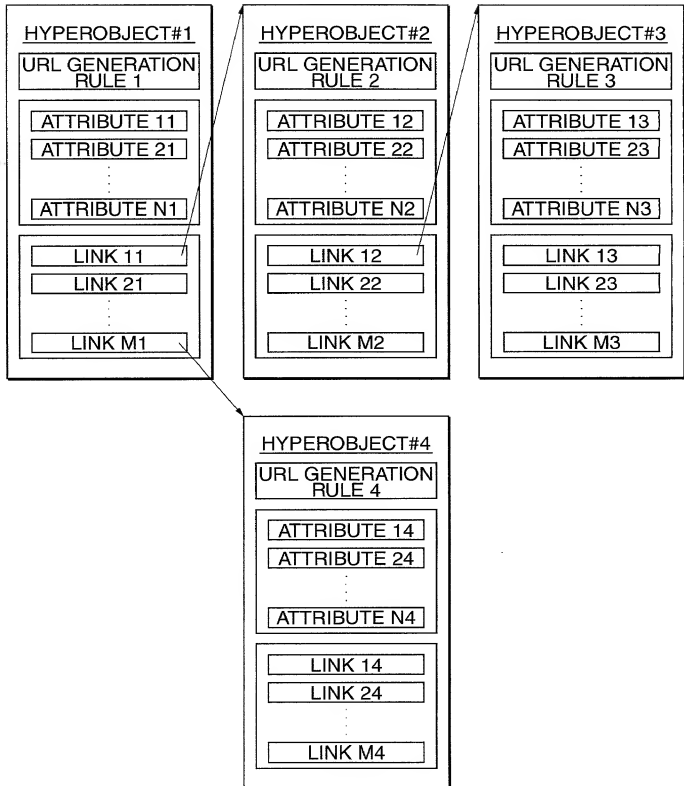 HYPEROBJECT#1
URL GENERATION
RULE 1
ATTRIBUTE 11
ATTRIBUTE 21
ATTRIBUTE N1
LINK 11
LINK 21
LINK M1
HYPEROBJECT#2
URL GENERATION
RULE 2
ATTRIBUTE 12
ATTRIBUTE 22
ATTRIBUTE N2
LINK 12
LINK 22
LINK M2
HYPEROBJECT#3
URL GENERATION
RULE 3
ATTRIBUTE 13
ATTRIBUTE 23
ATTRIBUTE N3
LINK 13
LINK 23
LINK M3
HYPEROBJECT#4
URL GENERATION
RULE 4
ATTRIBUTE 14
ATTRIBUTE 24
ATTRIBUTE N4
LINK 14
LINK 24
LINK M4